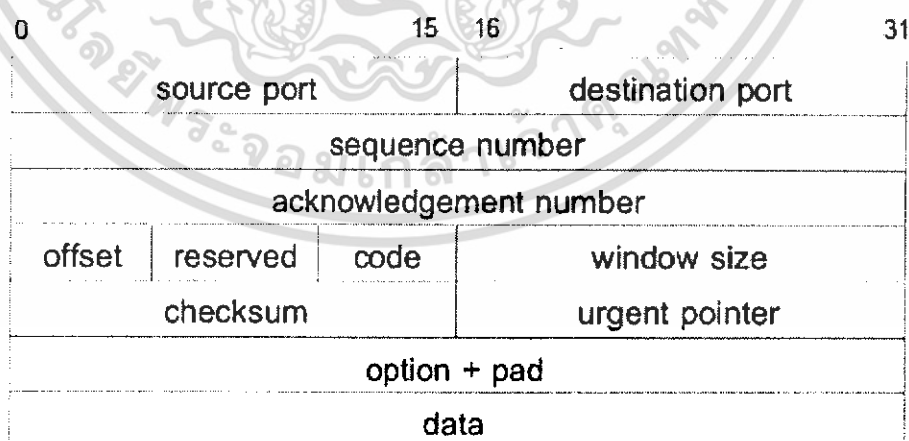 0 15 16 31
source port destination port
sequence number
acknowledgement number
offset reserved code window size
checksum urgent pointer
option + pad
data